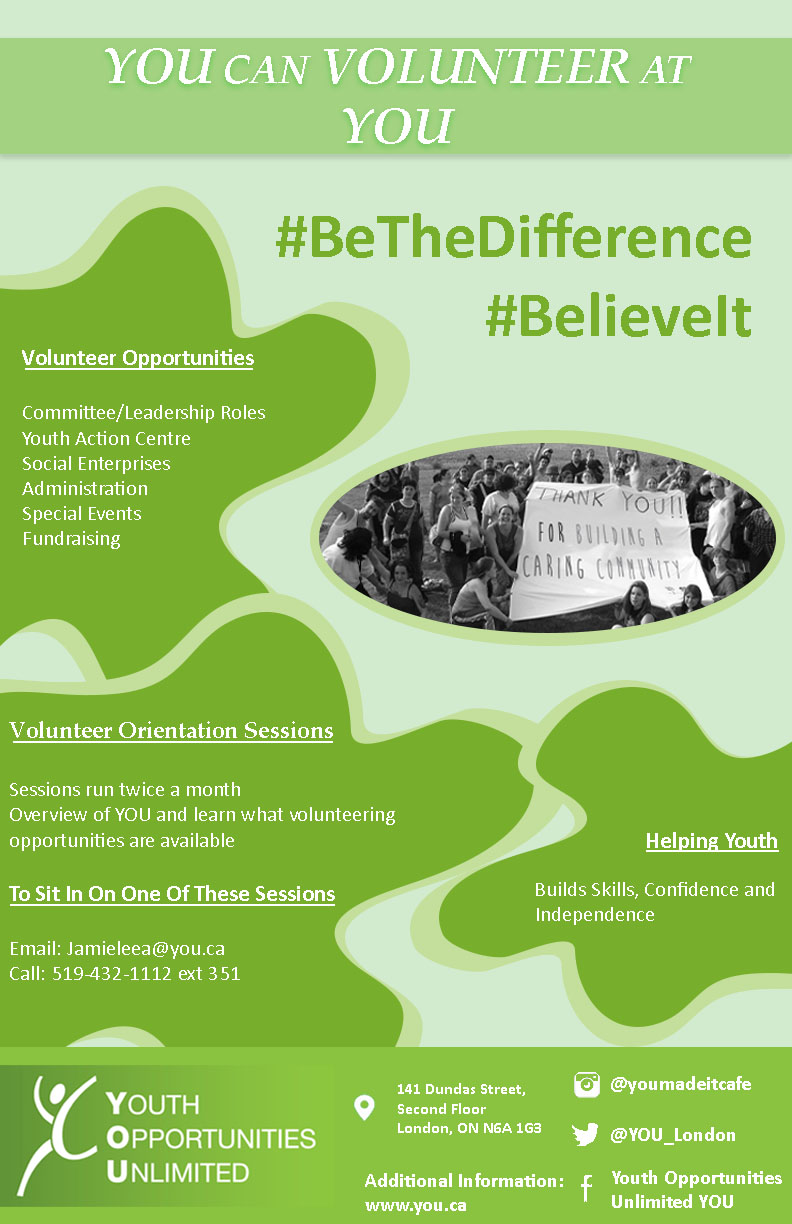 YOU CAN VOLUNTEER AT
YOU
#BeTheDifference
#BelieveIt
Volunteer Opportunities
Committee/Leadership Roles
Youth Action Centre
Social Enterprises
Administration
Special Events
Fundraising
THANK YOU!!
FOR BUILDING A
CARING COMMUNITY
Volunteer Orientation Sessions
Sessions run twice a month
Overview of YOU and learn what volunteering
opportunities are available
To Sit In On One Of These Sessions
Email: Jamieleea@you.ca
Call: 519-432-1112 ext 351
Helping Youth
Builds Skills, Confidence and
Independence
YOUTH
OPPORTUNITIES
UNLIMITED
141 Dundas Street,
Second Floor
London, ON N6A 1G3
Additional Information:
www.you.ca
@youmadeitcafe
@YOU_London
Youth Opportunities
Unlimited YOU